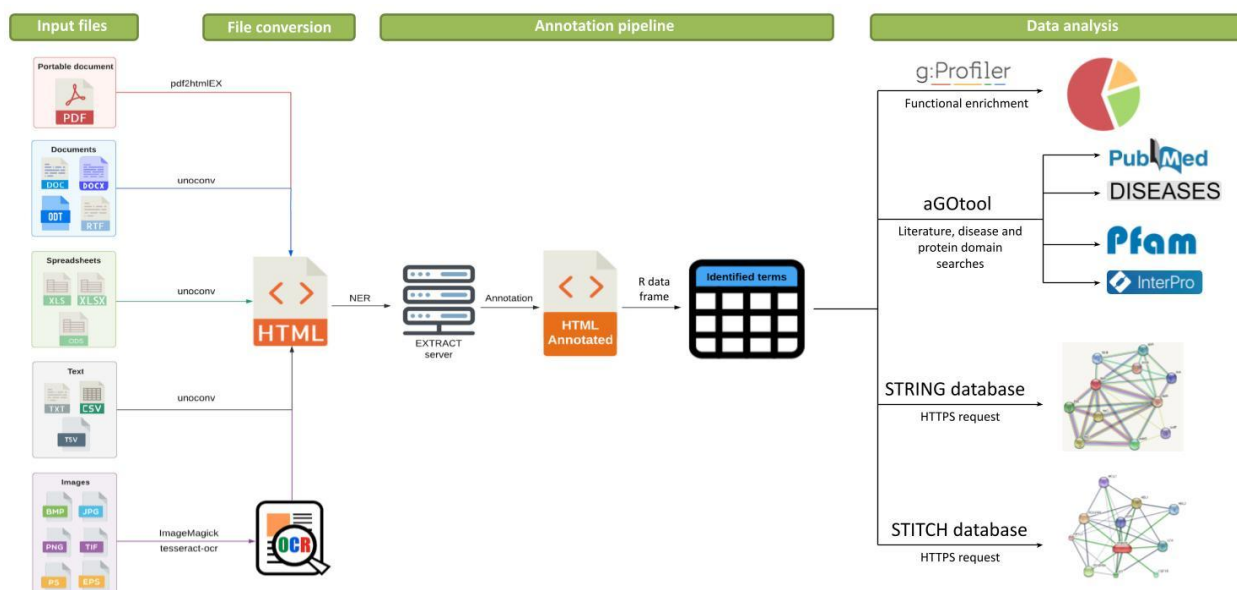 Input files
File conversion
Annotation pipeline
Data analysis
Portable document
PDF
pdf2htmlEX
Documents
DOC
DOCX
ODT
RTF
unoconv
Spreadsheets
XLS
XLSX
ODS
unoconv
Text
TXT
CSV
TSV
unoconv
Images
BMP
JPG
PNG
TIF
PS
EPS
ImageMagick
tesseract-ocr
OCR
HTML
NER
EXTRACT
server
Annotation
HTML
Annotated
R data
frame
Identified terms
g:Profiler
Functional enrichment
aGOtool
Literature, disease and
protein domain
searches
PubMed
DISEASES
Pfam
InterPro
STRING database
HTTPS request
STITCH database
HTTPS request